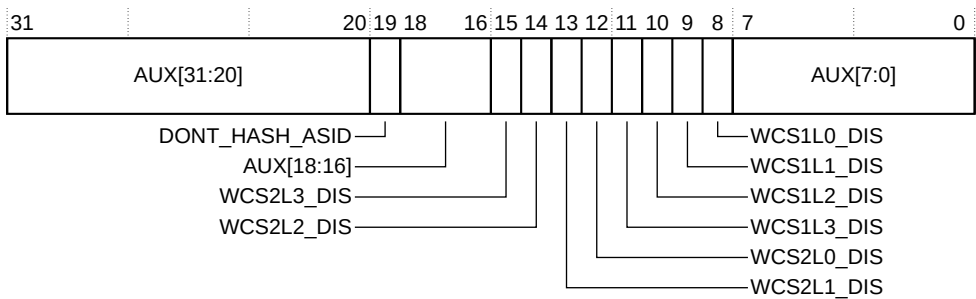 31 20 19 18 16 15 14 13 12 11 10 9 8 7 0
AUX[31:20] AUX[7:0]
DONT_HASH_ASID WCS1L0_DIS
AUX[18:16] WCS1L1_DIS
WCS2L3_DIS WCS1L2_DIS
WCS2L2_DIS WCS1L3_DIS
WCS2L0_DIS
WCS2L1_DIS